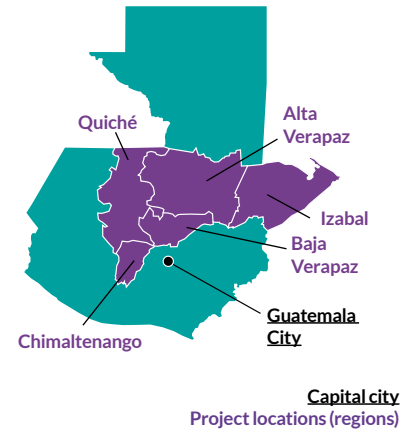 Quiché
Alta
Verapaz
Izabal
Baja
Verapaz
Guatemala
City
Chimaltenango
Capital city
Project locations (regions)